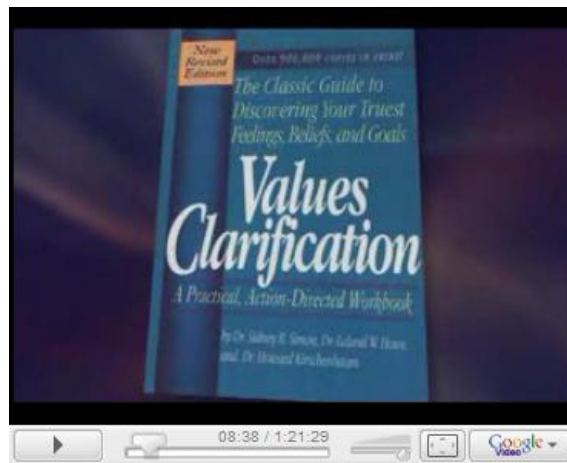 New
Revised
Edition
Over 900,000 COPIES IN PRINT!
The Classic Guide to
Discovering Your Truest
Feelings, Beliefs, and Goals
Values
Clarification
A Practical, Action-Directed Workbook
by Dr. Sidney B. Simon, Dr. Leland W. Howe,
and Dr. Howard Kirschenbaum
08:38 / 1:21:29
Google
Video